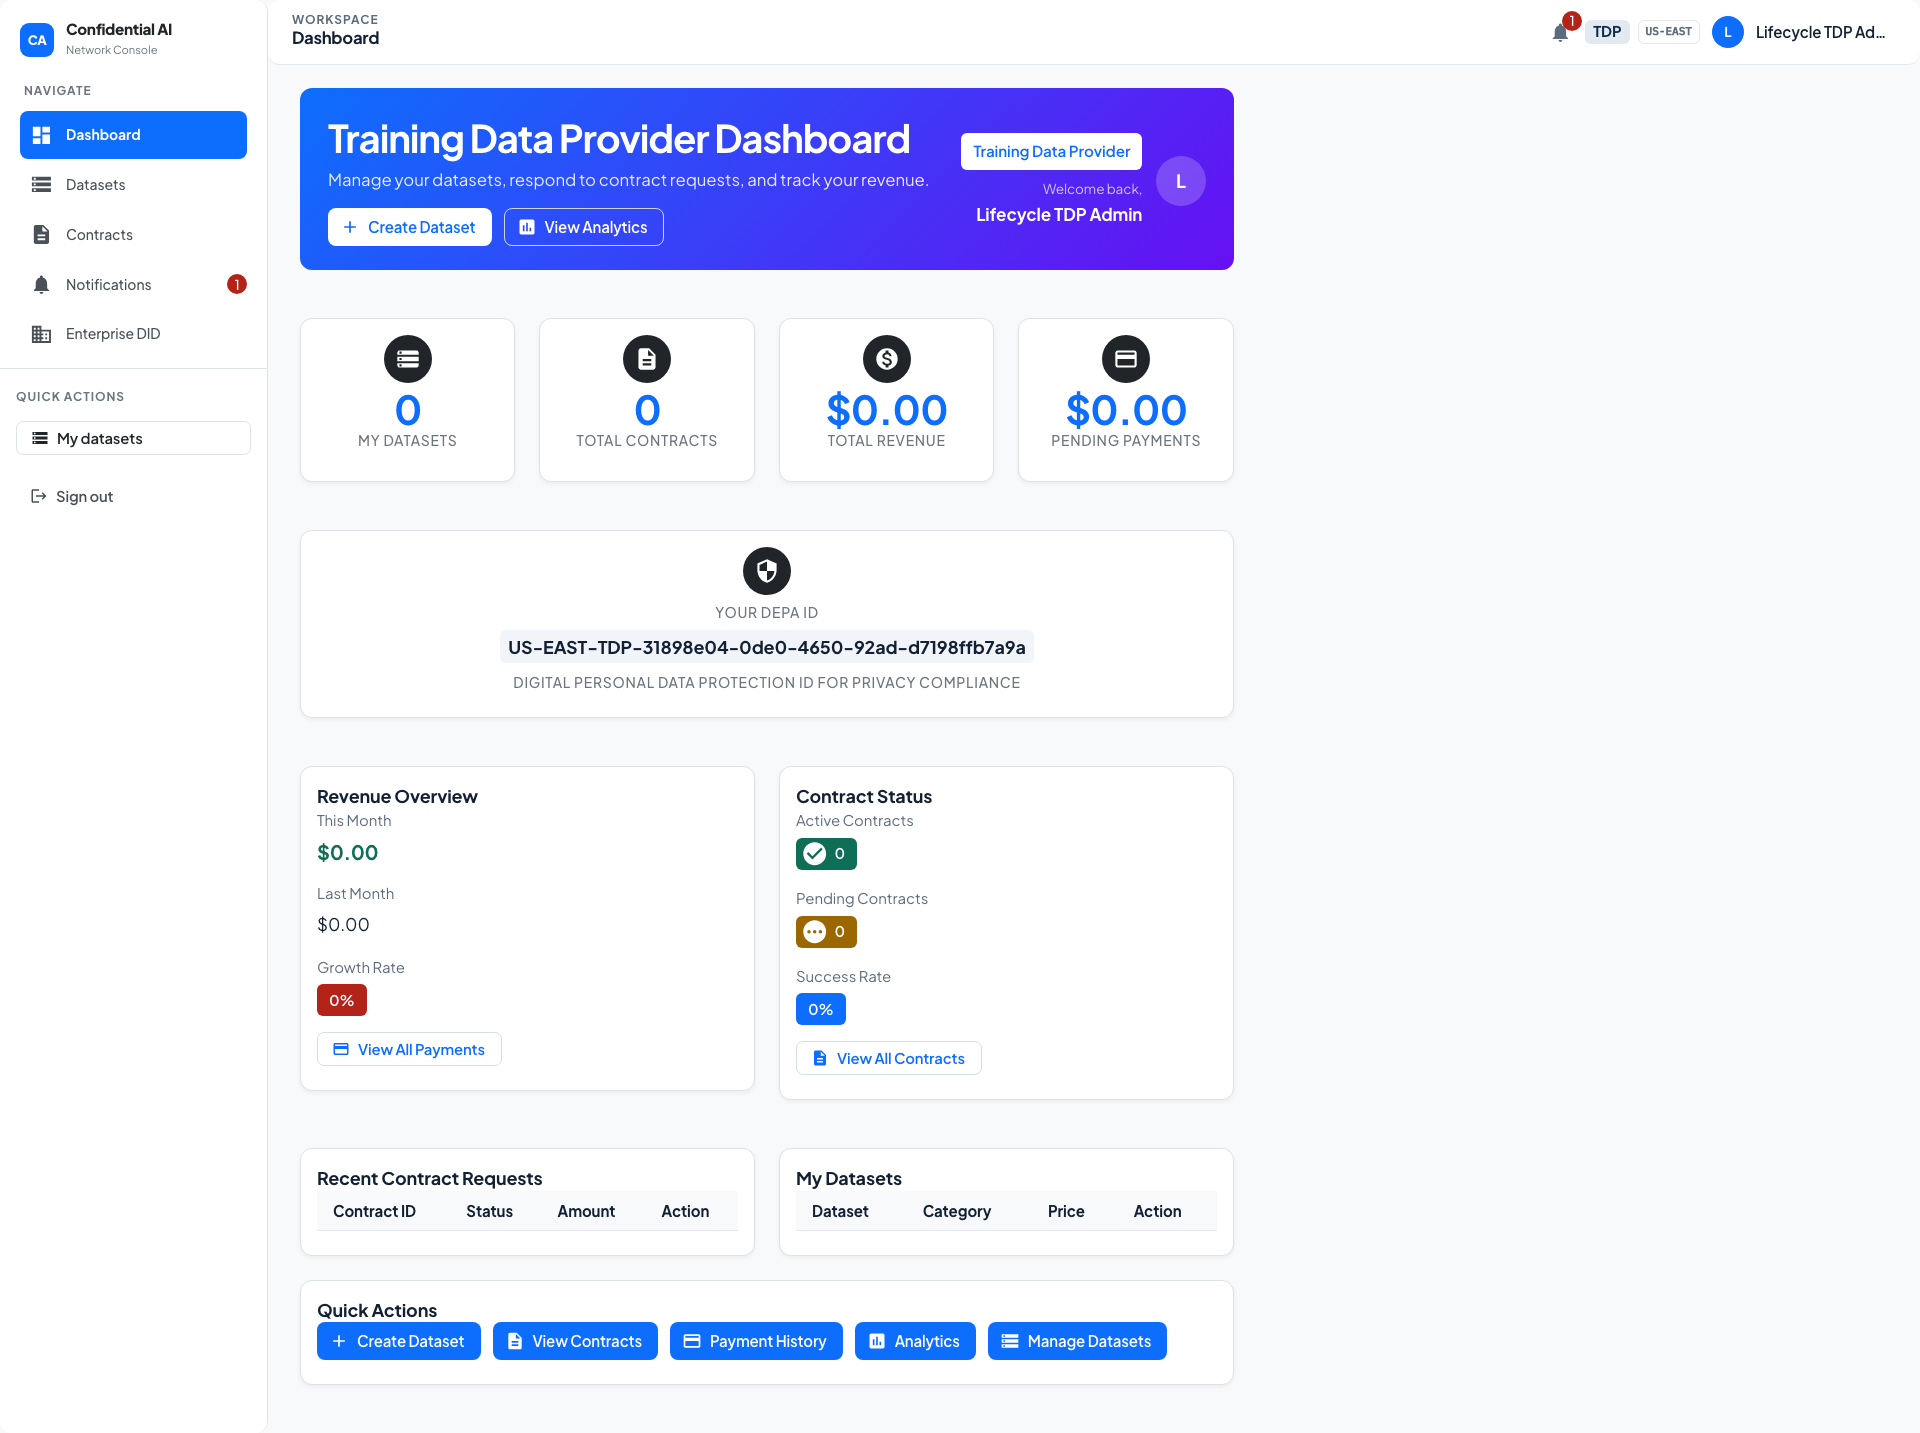 CA
Confidential AI
Network Console
NAVIGATE
Dashboard
Datasets
Contracts
Notifications
1
Enterprise DID
QUICK ACTIONS
My datasets
Sign out
WORKSPACE
Dashboard
1
TDP
US-EAST
L
Lifecycle TDP Ad...
Training Data Provider Dashboard
Manage your datasets, respond to contract requests, and track your revenue.
Create Dataset
View Analytics
Training Data Provider
Welcome back,
Lifecycle TDP Admin
L
0
MY DATASETS
0
TOTAL CONTRACTS
$0.00
TOTAL REVENUE
$0.00
PENDING PAYMENTS
YOUR DEPA ID
US-EAST-TDP-31898e04-0de0-4650-92ad-d7198ffb7a9a
DIGITAL PERSONAL DATA PROTECTION ID FOR PRIVACY COMPLIANCE
Revenue Overview
This Month
$0.00
Last Month
$0.00
Growth Rate
0%
View All Payments
Contract Status
Active Contracts
0
Pending Contracts
0
Success Rate
0%
View All Contracts
Recent Contract Requests
Contract ID Status Amount Action
My Datasets
Dataset Category Price Action
Quick Actions
Create Dataset
View Contracts
Payment History
Analytics
Manage Datasets